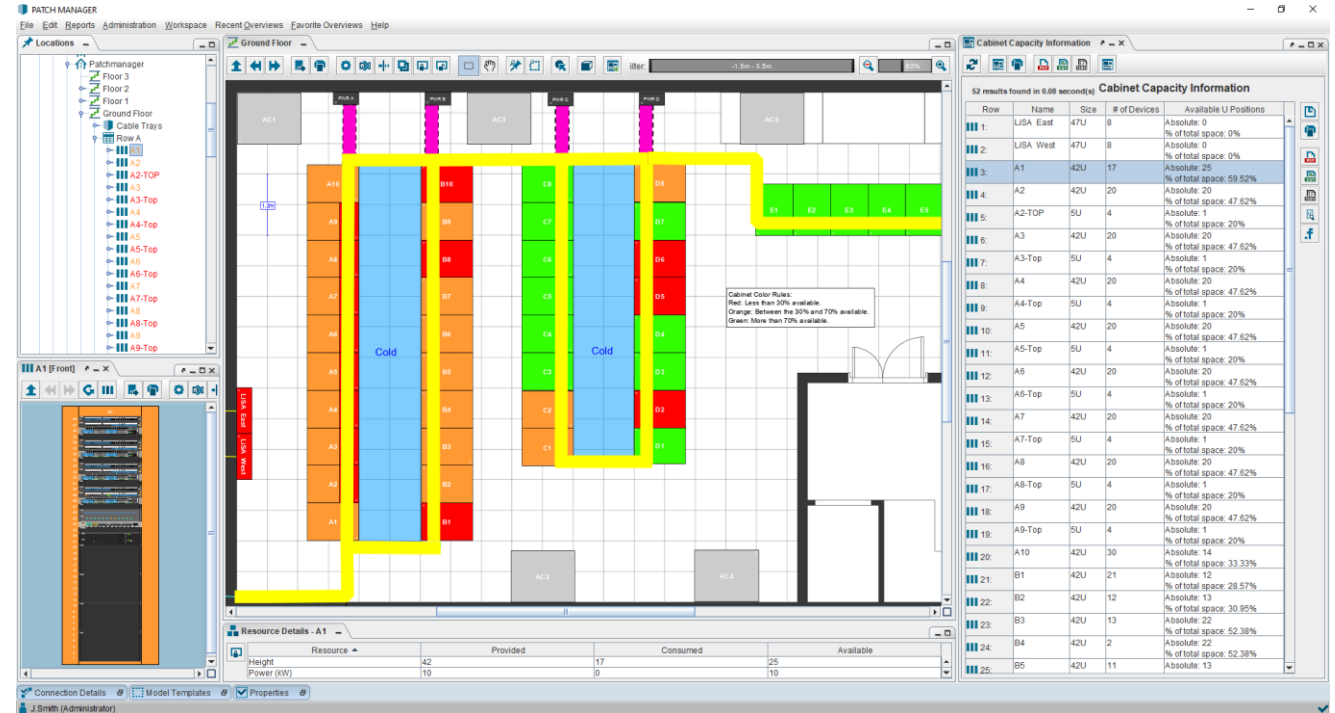 PATCH MANAGER
File Edit Reports Administration Workspace Recent Overviews Favorite Overviews Help
Locations
Patchmanager
Floor 3
Floor 2
Floor 1
Ground Floor
Cable Trays
Row A
A1
A2
A2-TOP
A3
A3-Top
A4
A4-Top
A5
A5-Top
A6
A6-Top
A7
A7-Top
A8
A8-Top
A9
A9-Top
A1 [Front]
Ground Floor
ilter:
-1.5m - 3.5m
83%
PWR A PWR B PWR C PWR D
PWR A PWR B PWR C PWR D
AC1 AC3 AC5
A10 B10 C8 D8
1.2m
E1 E2 E3 E4 E5
A9 B9 C7 D7
A8 B8 C6 D6
A7 B7 C5 D5
Cabinet Color Rules:
Red: Less than 30% available.
Orange: Between the 30% and 70% available.
Green: More than 70% available.
A6 B6 C4 D4
Cold Cold
A5 B5 C3 D3
LISA East
A4 B4 C2 D2
LISA West
A3 B3 C1 D1
A2 B2
A1 B1
AC2 AC4
Resource Details - A1
Resource Provided Consumed Available
Height 42 17 25
Power (kW) 10 0 10
Cabinet Capacity Information
52 results found in 0.08 second(s) Cabinet Capacity Information
Row Name Size # of Devices Available U Positions
1: LISA East 47U 8 Absolute: 0
% of total space: 0%
2: LISA West 47U 8 Absolute: 0
% of total space: 0%
3: A1 42U 17 Absolute: 25
% of total space: 59.52%
4: A2 42U 20 Absolute: 20
% of total space: 47.62%
5: A2-TOP 5U 4 Absolute: 1
% of total space: 20%
6: A3 42U 20 Absolute: 20
% of total space: 47.62%
7: A3-Top 5U 4 Absolute: 1
% of total space: 20%
8: A4 42U 20 Absolute: 20
% of total space: 47.62%
9: A4-Top 5U 4 Absolute: 1
% of total space: 20%
10: A5 42U 20 Absolute: 20
% of total space: 47.62%
11: A5-Top 5U 4 Absolute: 1
% of total space: 20%
12: A6 42U 20 Absolute: 20
% of total space: 47.62%
13: A6-Top 5U 4 Absolute: 1
% of total space: 20%
14: A7 42U 20 Absolute: 20
% of total space: 47.62%
15: A7-Top 5U 4 Absolute: 1
% of total space: 20%
16: A8 42U 20 Absolute: 20
% of total space: 47.62%
17: A8-Top 5U 4 Absolute: 1
% of total space: 20%
18: A9 42U 20 Absolute: 20
% of total space: 47.62%
19: A9-Top 5U 4 Absolute: 1
% of total space: 20%
20: A10 42U 30 Absolute: 14
% of total space: 33.33%
21: B1 42U 21 Absolute: 12
% of total space: 28.57%
22: B2 42U 12 Absolute: 13
% of total space: 30.95%
23: B3 42U 13 Absolute: 22
% of total space: 52.38%
24: B4 42U 2 Absolute: 22
% of total space: 52.38%
25: B5 42U 11 Absolute: 13
Connection Details Model Templates Properties
J.Smith (Administrator)